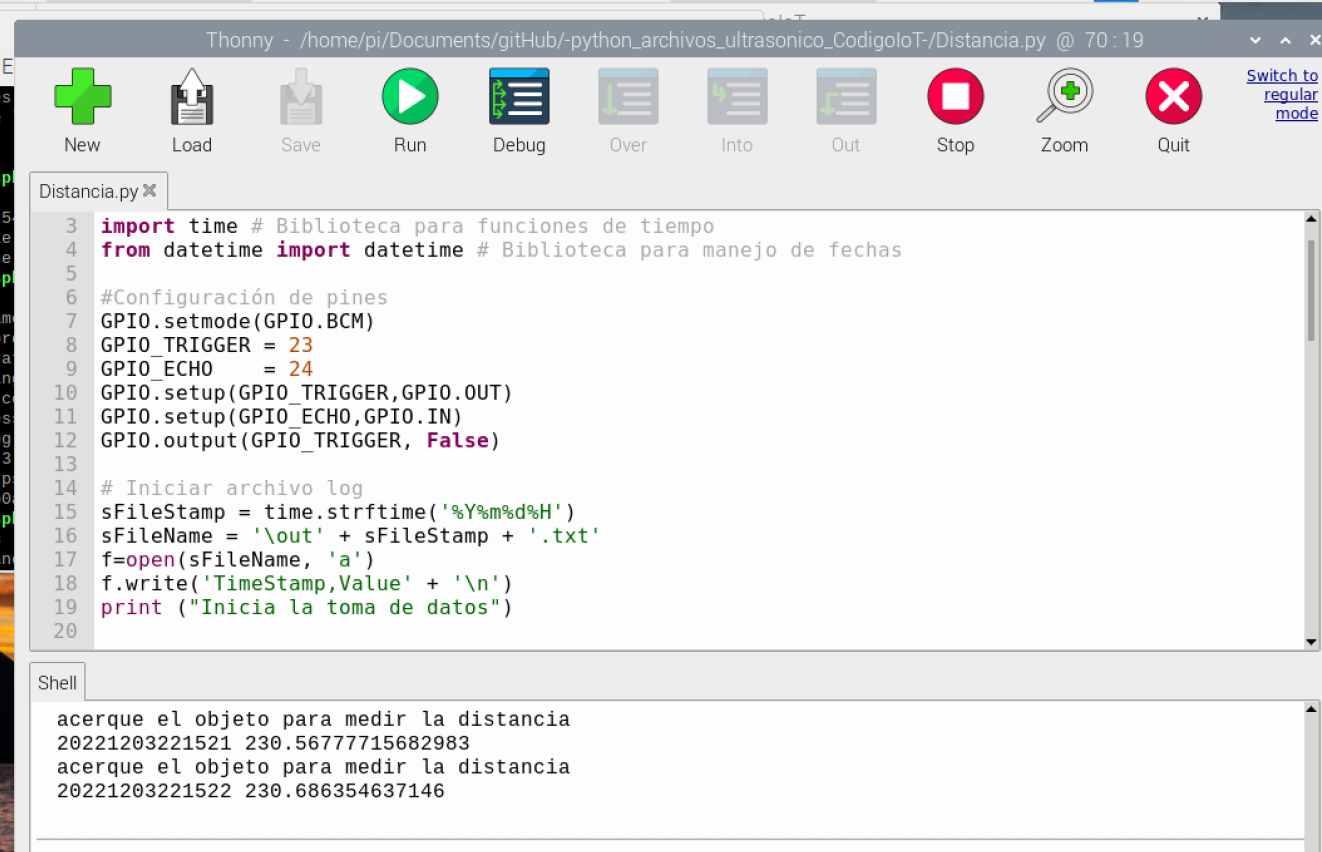 Thonny - /home/pi/Documents/gitHub/-python_archivos_ultrasonico_CodigoIoT-/Distancia.py @ 70 : 19
New
Load
Save
Run
Debug
Over
Into
Out
Stop
Zoom
Quit
Switch to
regular
mode
Distancia.py
3 import time # Biblioteca para funciones de tiempo
4 from datetime import datetime # Biblioteca para manejo de fechas
5
6 #Configuración de pines
7 GPIO.setmode(GPIO.BCM)
8 GPIO_TRIGGER = 23
9 GPIO_ECHO    = 24
10 GPIO.setup(GPIO_TRIGGER,GPIO.OUT)
11 GPIO.setup(GPIO_ECHO,GPIO.IN)
12 GPIO.output(GPIO_TRIGGER, False)
13
14 # Iniciar archivo log
15 sFileStamp = time.strftime('%Y%m%d%H')
16 sFileName = '\out' + sFileStamp + '.txt'
17 f=open(sFileName, 'a')
18 f.write('TimeStamp,Value' + '\n')
19 print ("Inicia la toma de datos")
20
Shell
acerque el objeto para medir la distancia
20221203221521 230.56777715682983
acerque el objeto para medir la distancia
20221203221522 230.686354637146